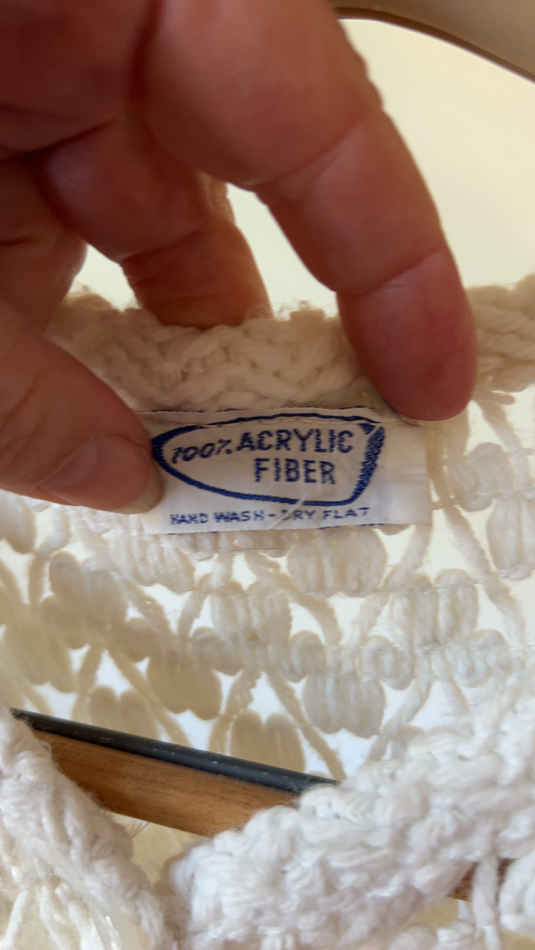 100% ACRYLIC
FIBER
HAND WASH - DRY FLAT